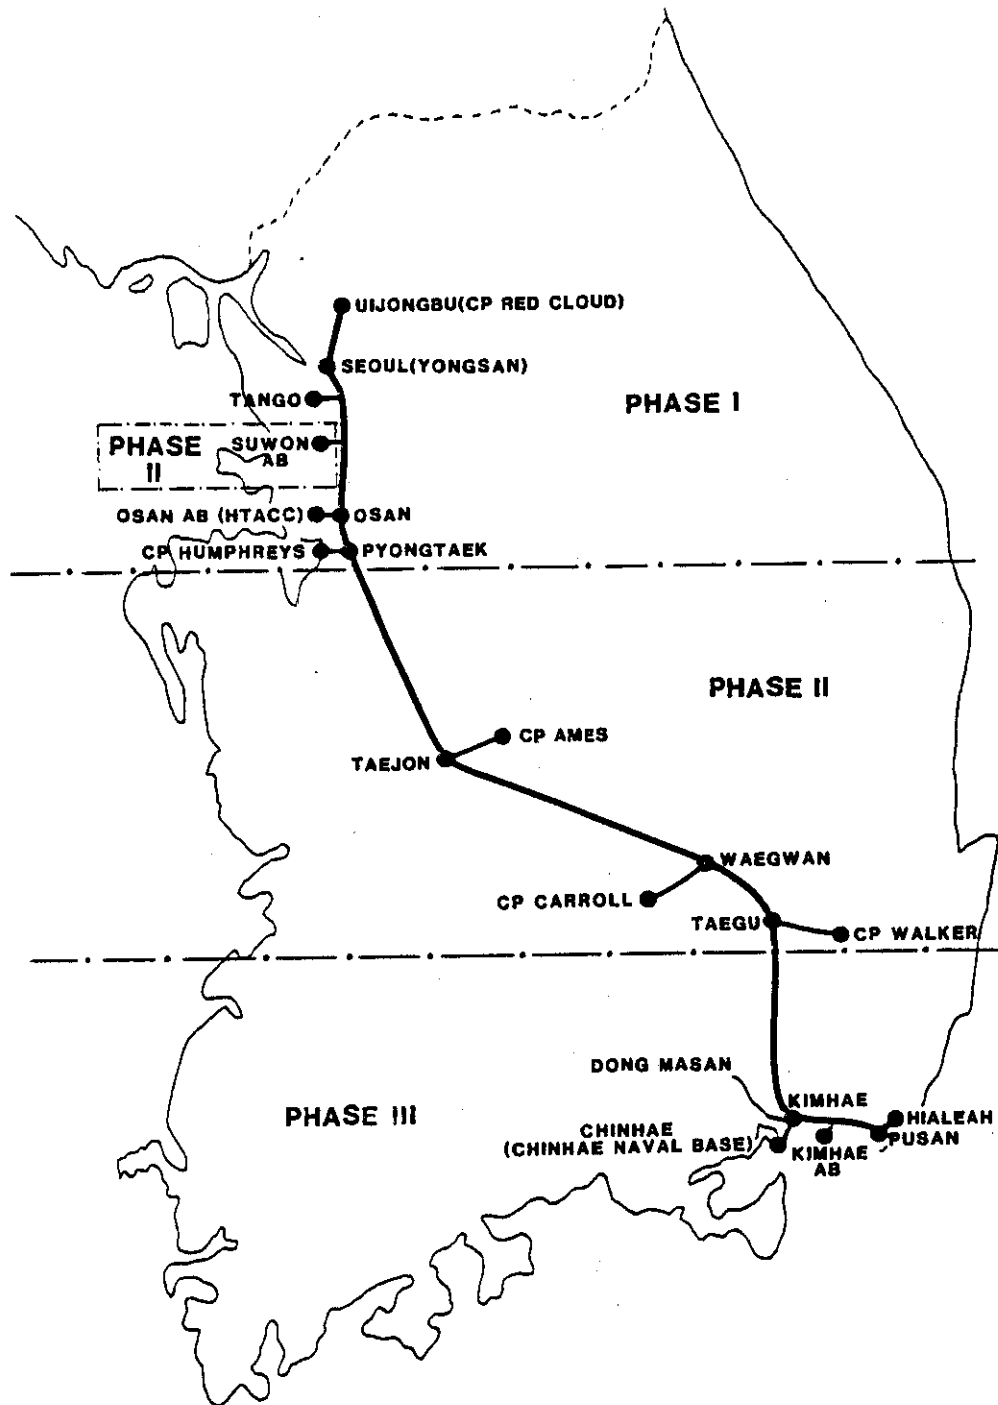 UIJONGBU(CP RED CLOUD)
SEOUL(YONGSAN)
TANGO
PHASE I
PHASE
II
SUWON
AB
OSAN AB (HTACC)
OSAN
CP HUMPHREYS
PYONGTAEK
PHASE II
CP AMES
TAEJON
WAEGWAN
CP CARROLL
TAEGU
CP WALKER
DONG MASAN
KIMHAE
HIALEAH
PHASE III
CHINHAE
(CHINHAE NAVAL BASE)
KIMHAE
AB
PUSAN